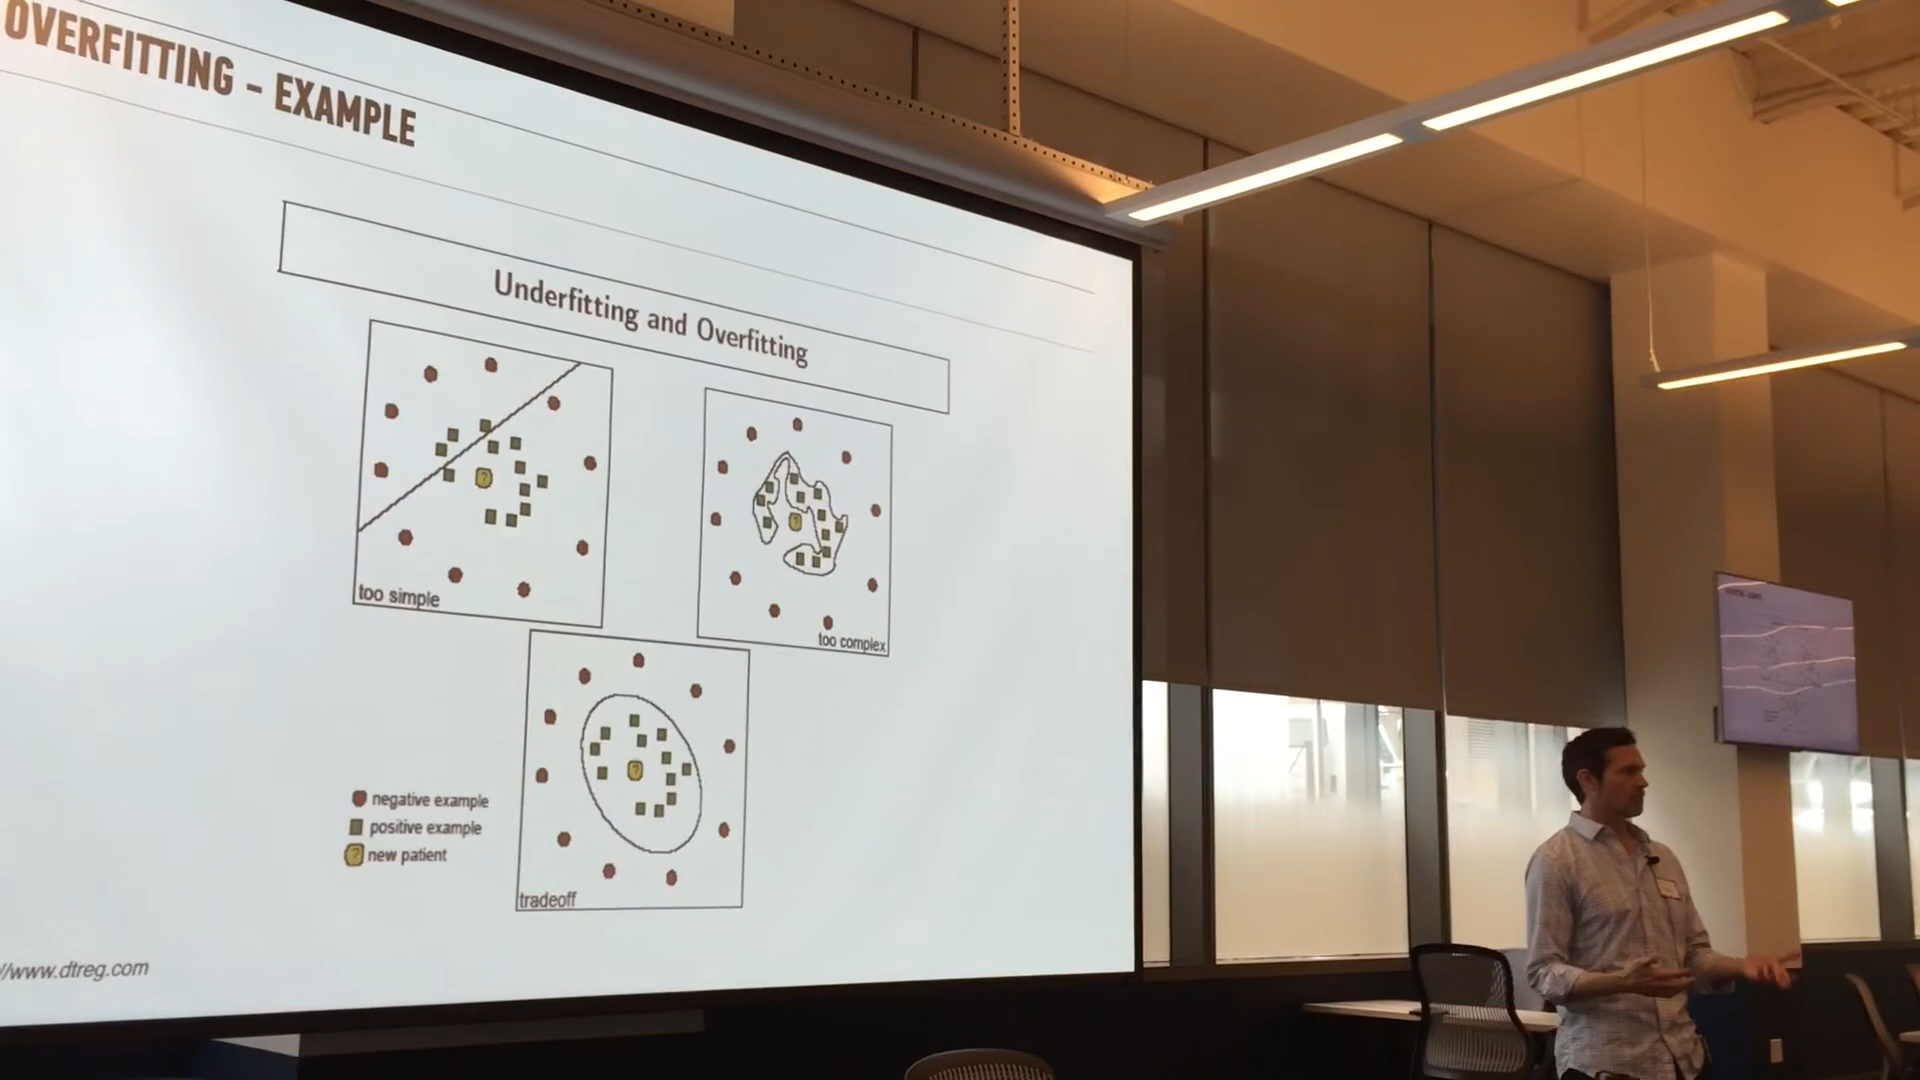 OVERFITTING - EXAMPLE
Underfitting and Overfitting
too simple
too complex
negative example
positive example
new patient
tradeoff
//www.dtreg.com